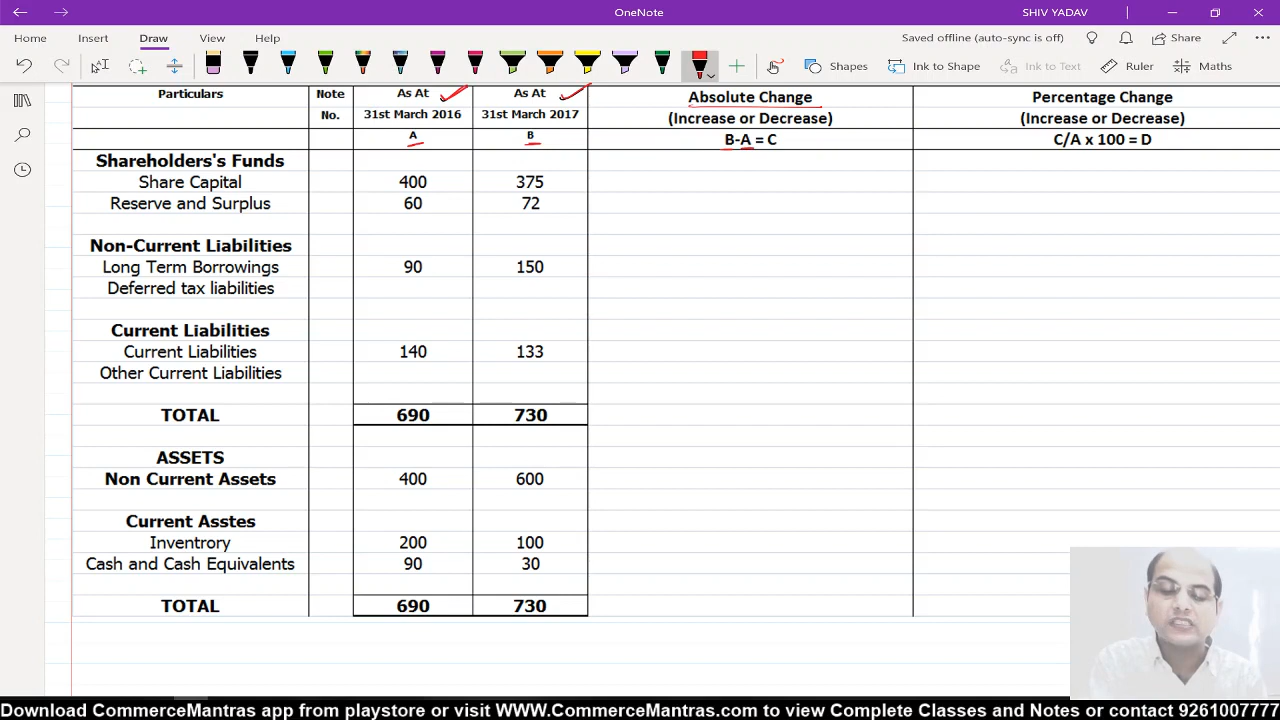 OneNote
SHIV YADAV
Home Insert Draw View Help
Saved offline (auto-sync is off) Share
Shapes Ink to Shape Ink to Text Ruler Maths
Particulars Note As At As At Absolute Change Percentage Change
No. 31st March 2016 31st March 2017 (Increase or Decrease) (Increase or Decrease)
A B B-A = C C/A x 100 = D
Shareholders's Funds
Share Capital 400 375
Reserve and Surplus 60 72
Non-Current Liabilities
Long Term Borrowings 90 150
Deferred tax liabilities
Current Liabilities
Current Liabilities 140 133
Other Current Liabilities
TOTAL 690 730
ASSETS
Non Current Assets 400 600
Current Asstes
Inventrory 200 100
Cash and Cash Equivalents 90 30
TOTAL 690 730
Download CommerceMantras app from playstore or visit WWW.CommerceMantras.com to view Complete Classes and Notes or contact 9261007777